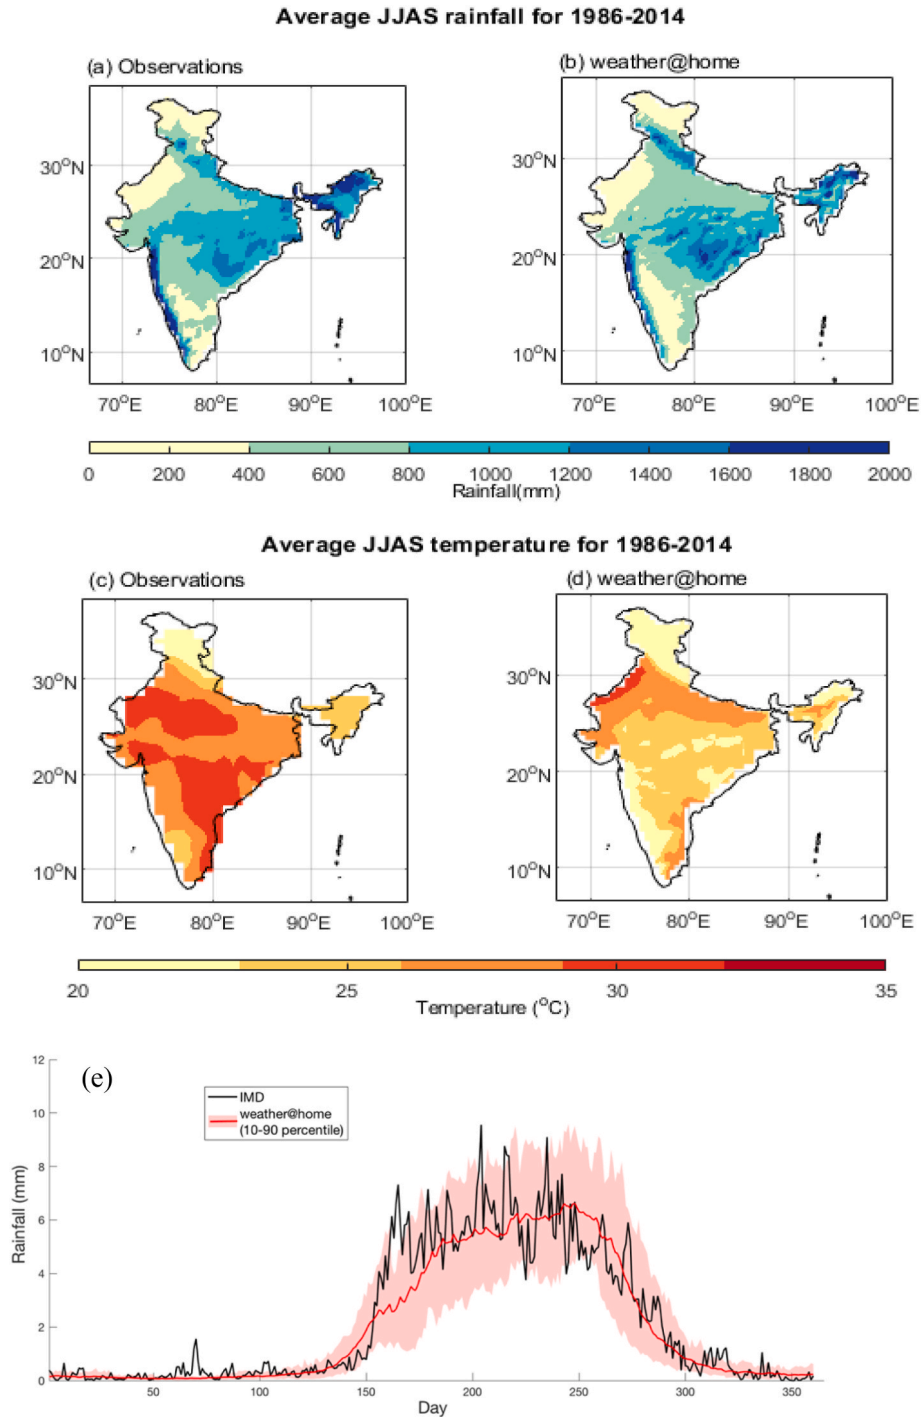 Average JJAS rainfall for 1986-2014
(a) Observations
(b) weather@home
30°N
20°N
10°N
70°E 80°E 90°E 100°E
30°N
20°N
10°N
70°E 80°E 90°E 100°E
0 200 400 600 800 1000 1200 1400 1600 1800 2000
Rainfall(mm)
Average JJAS temperature for 1986-2014
(c) Observations
(d) weather@home
30°N
20°N
10°N
70°E 80°E 90°E 100°E
30°N
20°N
10°N
70°E 80°E 90°E 100°E
20 25 30 35
Temperature (°C)
(e)
IMD
weather@home
(10-90 percentile)
Rainfall (mm)
12
10
8
6
4
2
0
50 100 150 200 250 300 350
Day